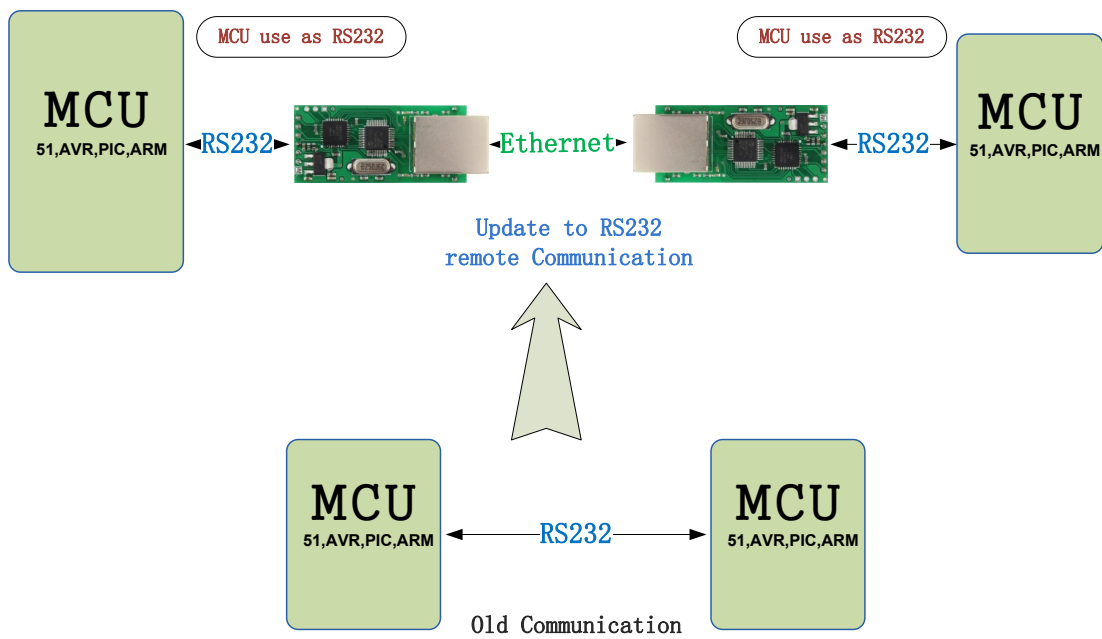 MCU use as RS232
MCU use as RS232
MCU
51,AVR,PIC,ARM
RS232
Ethernet
RS232
MCU
51,AVR,PIC,ARM
Update to RS232
remote Communication
MCU
51,AVR,PIC,ARM
RS232
MCU
51,AVR,PIC,ARM
Old Communication